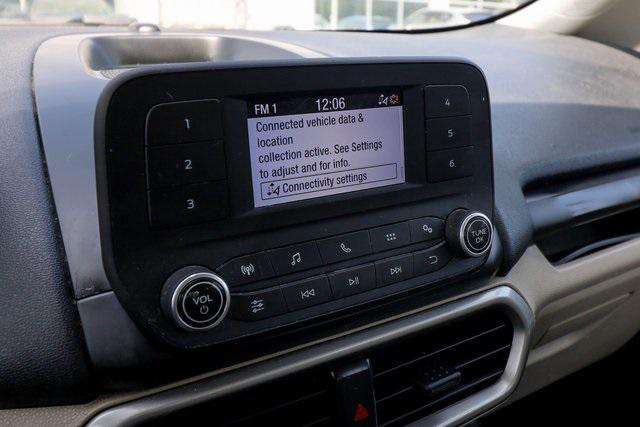 FM 1 12:06
Connected vehicle data &
location
collection active. See Settings
to adjust and for info.
Connectivity settings
1
2
3
4
5
6
VOL
TUNE
OK